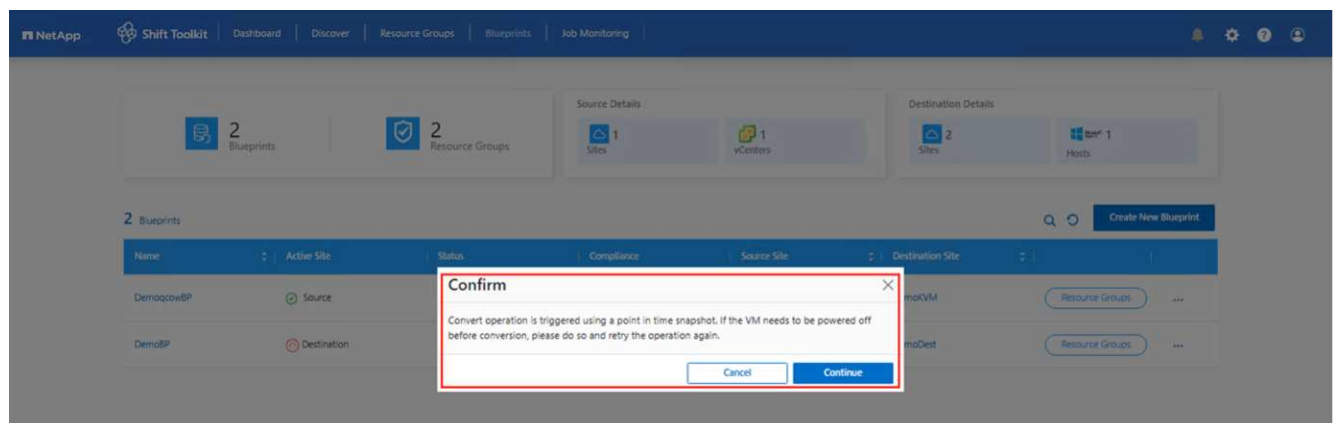 NetApp
Shift Toolkit
Dashboard
Discover
Resource Groups
Blueprints
Job Monitoring
2
Blueprints
2
Resource Groups
Source Details
1
Sites
1
vCenters
Destination Details
2
Sites
1
Hosts
2 Blueprints
Create New Blueprint
Name
Active Site
Status
Compliance
Source Site
Destination Site
DemoqcowBP
Source
moKVM
Resource Groups
...
DemoBP
Destination
moDest
Resource Groups
...
Confirm
Convert operation is triggered using a point in time snapshot. If the VM needs to be powered off
before conversion, please do so and retry the operation again.
Cancel
Continue